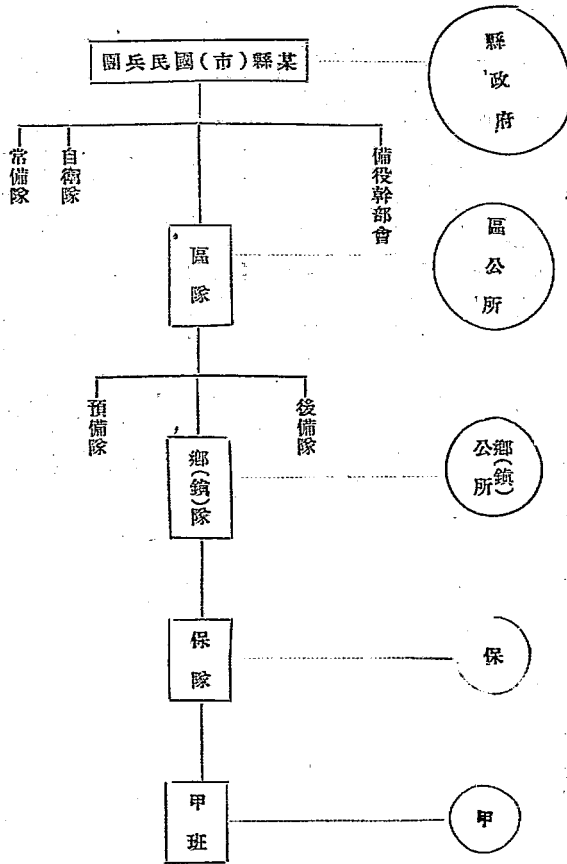 某縣(市)國民兵團
縣政府
備役幹部會
自衛隊
常備隊
區隊
區公所
後備隊
預備隊
鄉(鎮)隊
鄉(鎮)
公所
保隊
保
甲班
甲